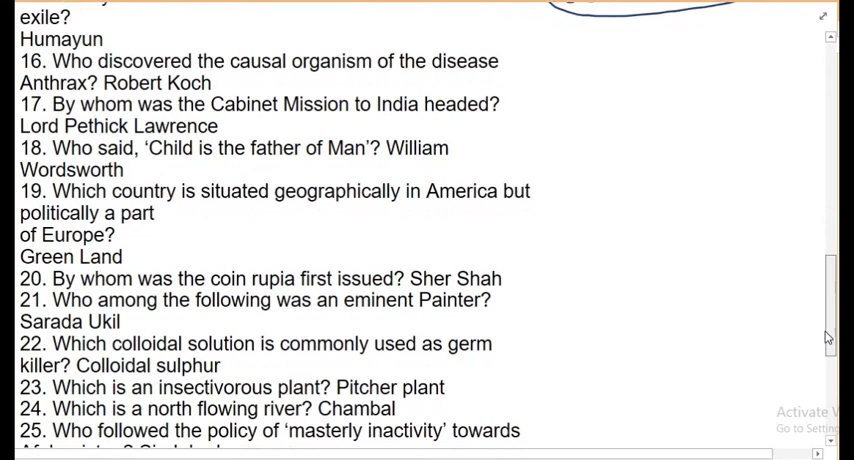 exile?
Humayun
16. Who discovered the causal organism of the disease
Anthrax? Robert Koch
17. By whom was the Cabinet Mission to India headed?
Lord Pethick Lawrence
18. Who said, ‘Child is the father of Man’? William
Wordsworth
19. Which country is situated geographically in America but
politically a part
of Europe?
Green Land
20. By whom was the coin rupia first issued? Sher Shah
21. Who among the following was an eminent Painter?
Sarada Ukil
22. Which colloidal solution is commonly used as germ
killer? Colloidal sulphur
23. Which is an insectivorous plant? Pitcher plant
24. Which is a north flowing river? Chambal
25. Who followed the policy of ‘masterly inactivity’ towards
Activate
Go to Setting